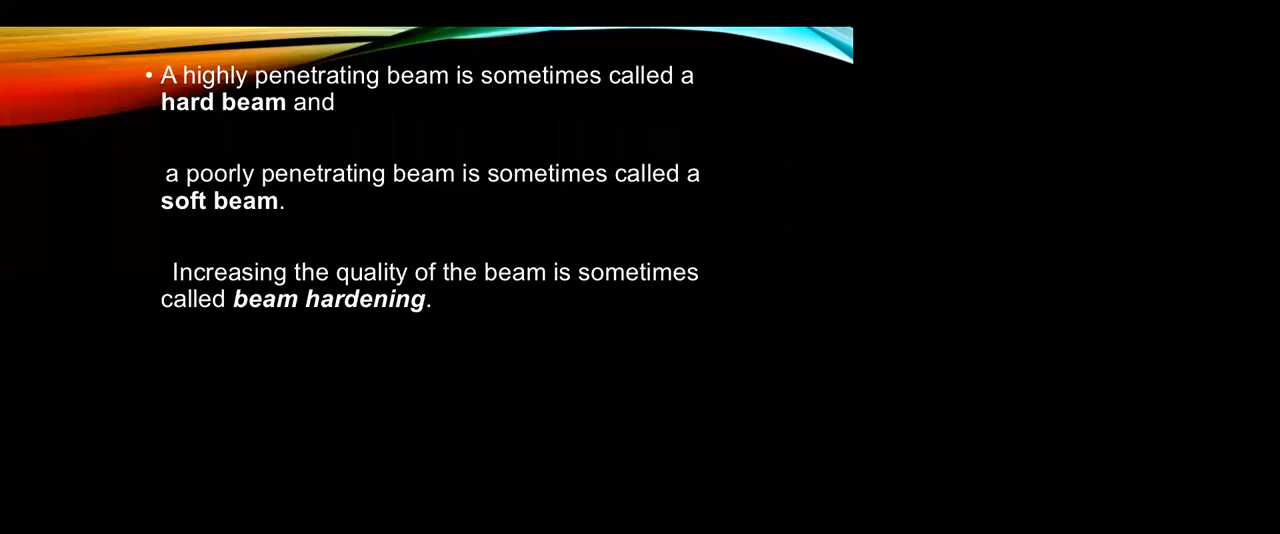 • A highly penetrating beam is sometimes called a
hard beam and
a poorly penetrating beam is sometimes called a
soft beam.
Increasing the quality of the beam is sometimes
called beam hardening.